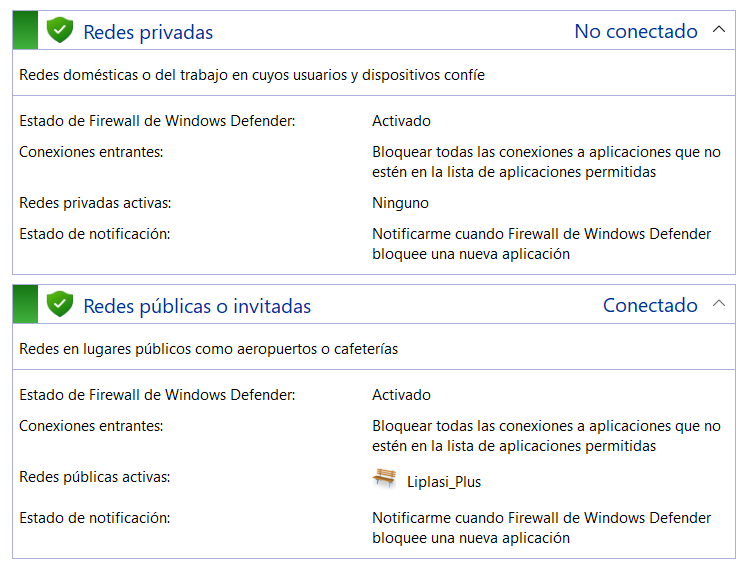 Redes privadas
No conectado
Redes domésticas o del trabajo en cuyos usuarios y dispositivos confíe
Estado de Firewall de Windows Defender:
Activado
Conexiones entrantes:
Bloquear todas las conexiones a aplicaciones que no
estén en la lista de aplicaciones permitidas
Redes privadas activas:
Ninguno
Estado de notificación:
Notificarme cuando Firewall de Windows Defender
bloquee una nueva aplicación
Redes públicas o invitadas
Conectado
Redes en lugares públicos como aeropuertos o cafeterías
Estado de Firewall de Windows Defender:
Activado
Conexiones entrantes:
Bloquear todas las conexiones a aplicaciones que no
estén en la lista de aplicaciones permitidas
Redes públicas activas:
Liplasi_Plus
Estado de notificación:
Notificarme cuando Firewall de Windows Defender
bloquee una nueva aplicación